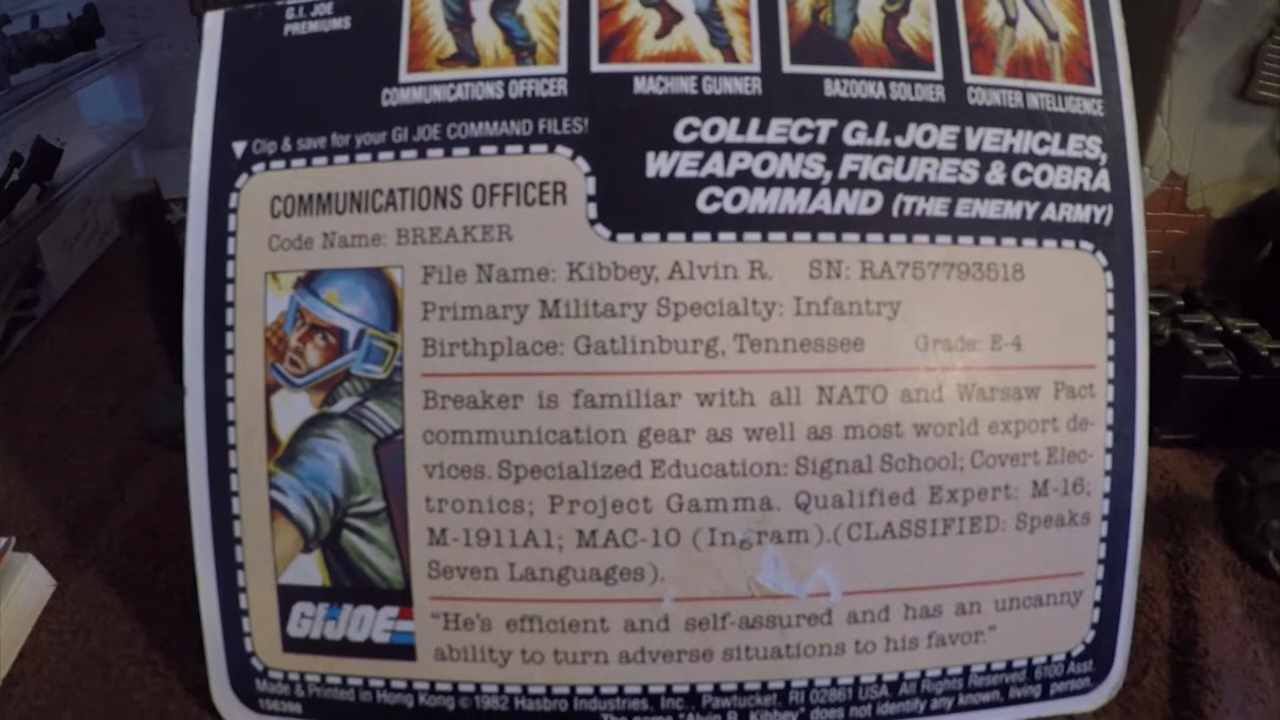 G.I. JOE
PREMIUMS
COMMUNICATIONS OFFICER
MACHINE GUNNER
BAZOOKA SOLDIER
COUNTER INTELLIGENCE
▼ Clip & save for your GI JOE COMMAND FILES!
COLLECT G.I. JOE VEHICLES,
WEAPONS, FIGURES & COBRA
COMMAND (THE ENEMY ARMY)
COMMUNICATIONS OFFICER
Code Name: BREAKER
File Name: Kibbey, Alvin R. SN: RA757793518
Primary Military Specialty: Infantry
Birthplace: Gatlinburg, Tennessee Grade: E-4
Breaker is familiar with all NATO and Warsaw Pact
communication gear as well as most world export de-
vices. Specialized Education: Signal School; Covert Elec-
tronics; Project Gamma. Qualified Expert: M-16;
M-1911A1; MAC-10 (Ingram).(CLASSIFIED: Speaks
Seven Languages).
"He's efficient and self-assured and has an uncanny
ability to turn adverse situations to his favor."
GI JOE
Made & Printed in Hong Kong © 1982 Hasbro Industries, Inc., Pawtucket, RI 02861 USA. All Rights Reserved. 6100 Asst.
156398
The name "Alvin R. Kibbey" does not identify any known, living person.